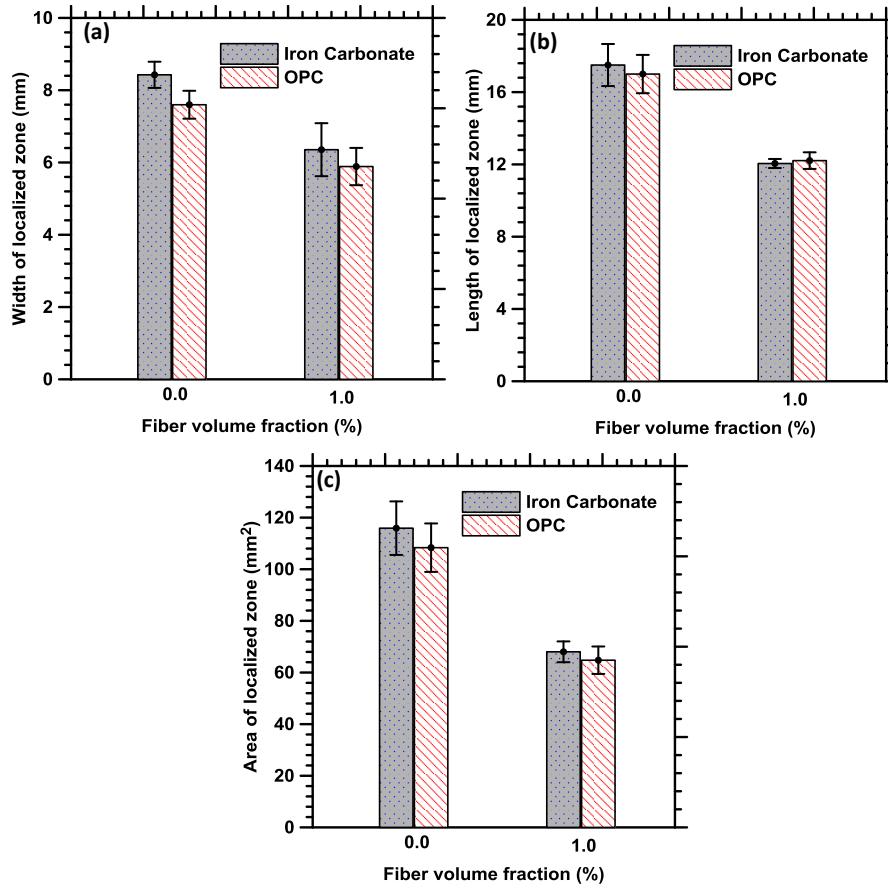 (a)
Iron Carbonate
OPC
10
8
6
4
2
0
Width of localized zone (mm)
0.0
1.0
Fiber volume fraction (%)
(b)
Iron Carbonate
OPC
20
16
12
8
4
0
Length of localized zone (mm)
0.0
1.0
Fiber volume fraction (%)
(c)
Iron Carbonate
OPC
140
120
100
80
60
40
20
0
Area of localized zone (mm²)
0.0
1.0
Fiber volume fraction (%)